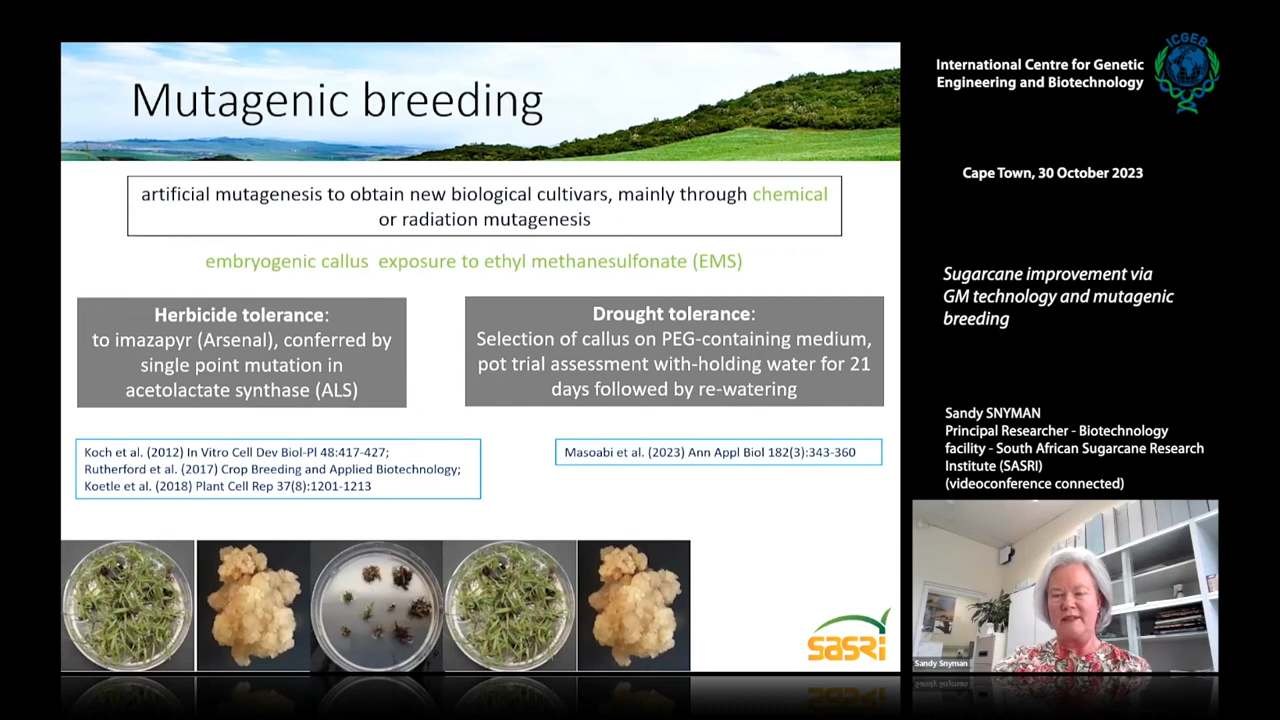 Mutagenic breeding
artificial mutagenesis to obtain new biological cultivars, mainly through chemical
or radiation mutagenesis
embryogenic callus exposure to ethyl methanesulfonate (EMS)
Herbicide tolerance:
to imazapyr (Arsenal), conferred by
single point mutation in
acetolactate synthase (ALS)
Drought tolerance:
Selection of callus on PEG-containing medium,
pot trial assessment with-holding water for 21
days followed by re-watering
Koch et al. (2012) In Vitro Cell Dev Biol-Pl 48:417-427;
Rutherford et al. (2017) Crop Breeding and Applied Biotechnology;
Koetle et al. (2018) Plant Cell Rep 37(8):1201-1213
Masoabi et al. (2023) Ann Appl Biol 182(3):343-360
SASRI
International Centre for Genetic
Engineering and Biotechnology
ICGEB
Cape Town, 30 October 2023
Sugarcane improvement via
GM technology and mutagenic
breeding
Sandy SNYMAN
Principal Researcher - Biotechnology
facility - South African Sugarcane Research
Institute (SASRI)
(videoconference connected)
Sandy Snyman